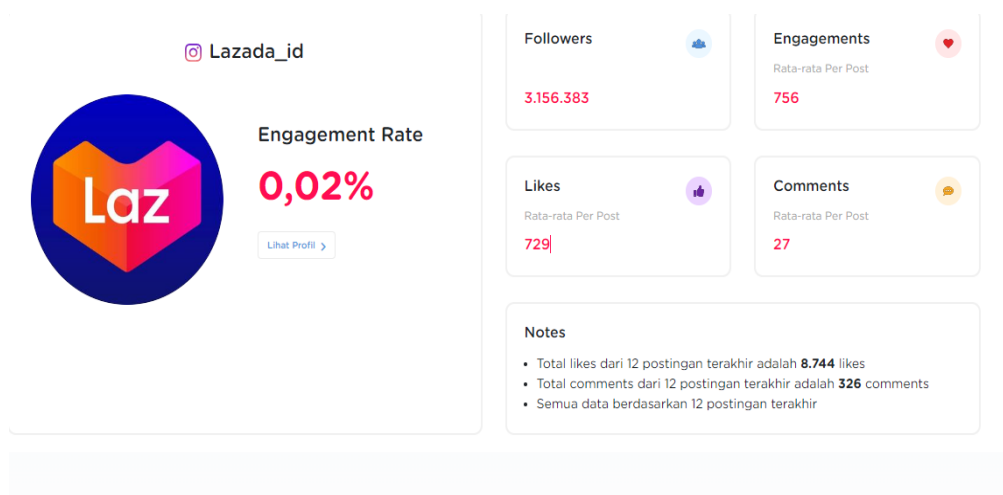 Lazada_id
Laz
Engagement Rate
0,02%
Lihat Profil
Followers
3.156.383
Engagements
Rata-rata Per Post
756
Likes
Rata-rata Per Post
729
Comments
Rata-rata Per Post
27
Notes
• Total likes dari 12 postingan terakhir adalah 8.744 likes
• Total comments dari 12 postingan terakhir adalah 326 comments
• Semua data berdasarkan 12 postingan terakhir